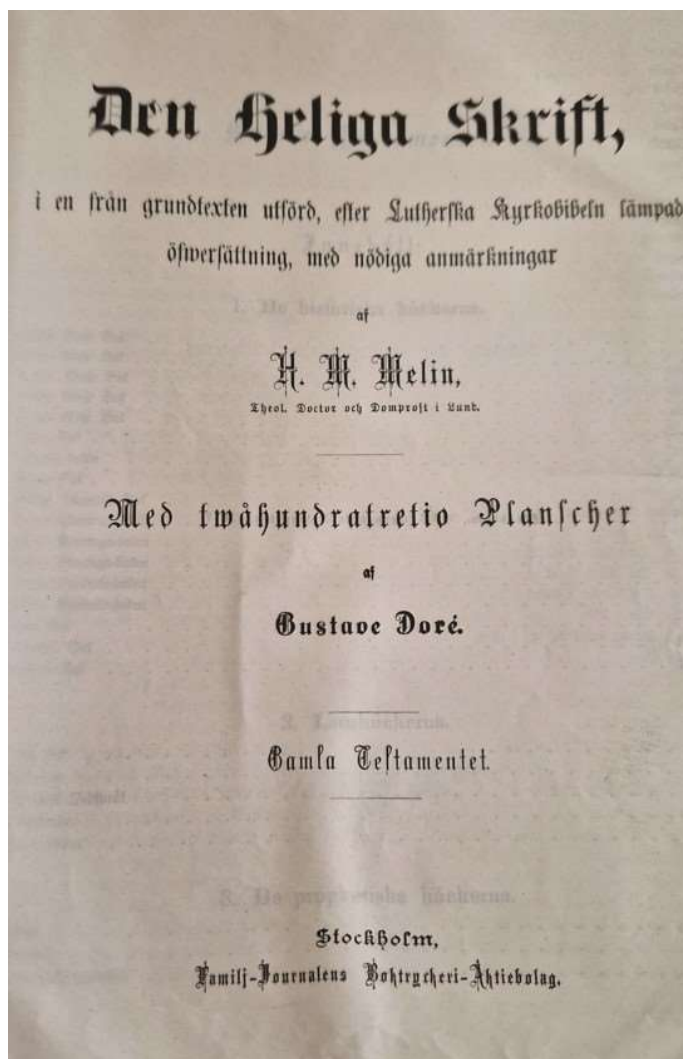 Den Heliga Skrift,
i en från grundtexten utförd, efter Lutherska Kyrkobibeln lämpad
öfwersättning, med nödiga anmärkningar
af
H. M. Melin,
Theol. Doctor och Domprost i Lund.
Med twåhundratretio Planscher
af
Gustave Doré.
Gamla Testamentet.
Stockholm,
Familj-Journalens Boktryckeri-Aktiebolag.